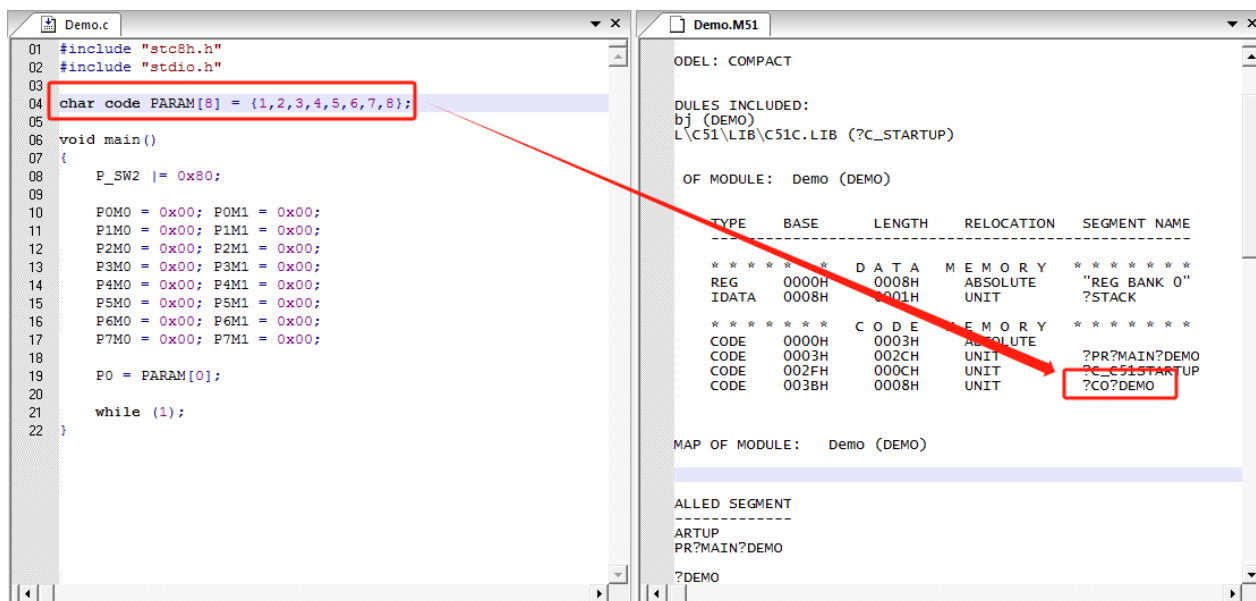 Demo.c
01 #include "stc8h.h"
02 #include "stdio.h"
03
04 char code PARAM[8] = {1,2,3,4,5,6,7,8};
05
06 void main()
07 {
08     P_SW2 |= 0x80;
09
10     P0M0 = 0x00; P0M1 = 0x00;
11     P1M0 = 0x00; P1M1 = 0x00;
12     P2M0 = 0x00; P2M1 = 0x00;
13     P3M0 = 0x00; P3M1 = 0x00;
14     P4M0 = 0x00; P4M1 = 0x00;
15     P5M0 = 0x00; P5M1 = 0x00;
16     P6M0 = 0x00; P6M1 = 0x00;
17     P7M0 = 0x00; P7M1 = 0x00;
18
19     P0 = PARAM[0];
20
21     while (1);
22 }
Demo.M51
ODEL: COMPACT
DULES INCLUDED:
bj (DEMO)
L\C51\LIB\C51C.LIB (?C_STARTUP)
OF MODULE:  Demo (DEMO)
TYPE    BASE      LENGTH    RELOCATION   SEGMENT NAME
-----------------------------------------------------
* * * * * * *   D A T A   M E M O R Y   * * * * * * *
REG     0000H     0008H     ABSOLUTE     "REG BANK 0"
IDATA   0008H     0001H     UNIT         ?STACK
* * * * * * *   C O D E   M E M O R Y   * * * * * * *
CODE    0000H     0003H     ABSOLUTE
CODE    0003H     002CH     UNIT         ?PR?MAIN?DEMO
CODE    002FH     000CH     UNIT         ?C_C51STARTUP
CODE    003BH     0008H     UNIT         ?CO?DEMO
MAP OF MODULE:   Demo (DEMO)
ALLED SEGMENT
-------------
ARTUP
PR?MAIN?DEMO
?DEMO